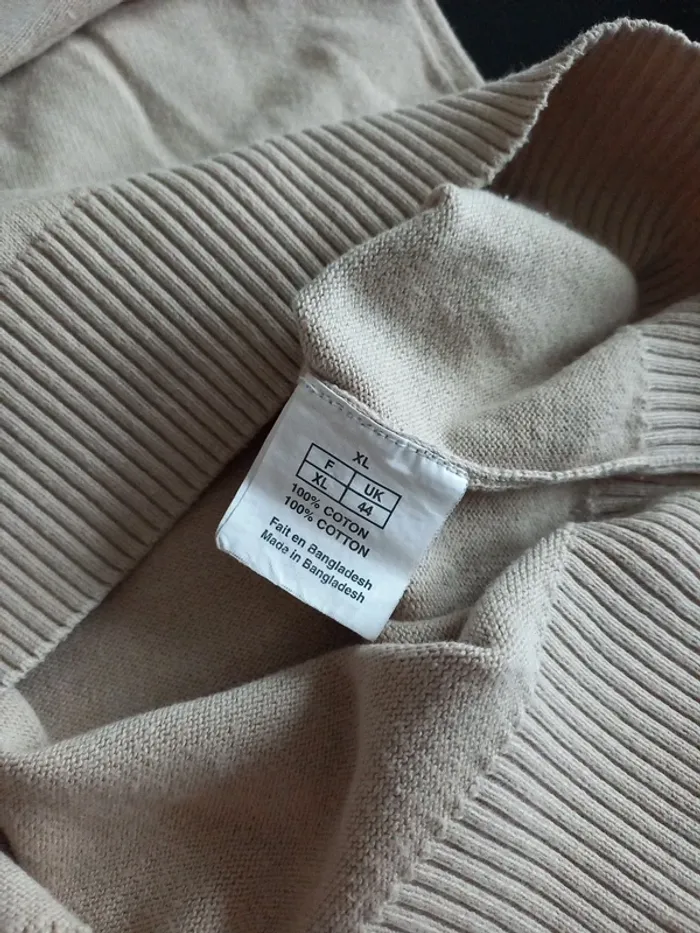 XL
F UK
XL 44
100% COTON
100% COTTON
Fait en Bangladesh
Made in Bangladesh